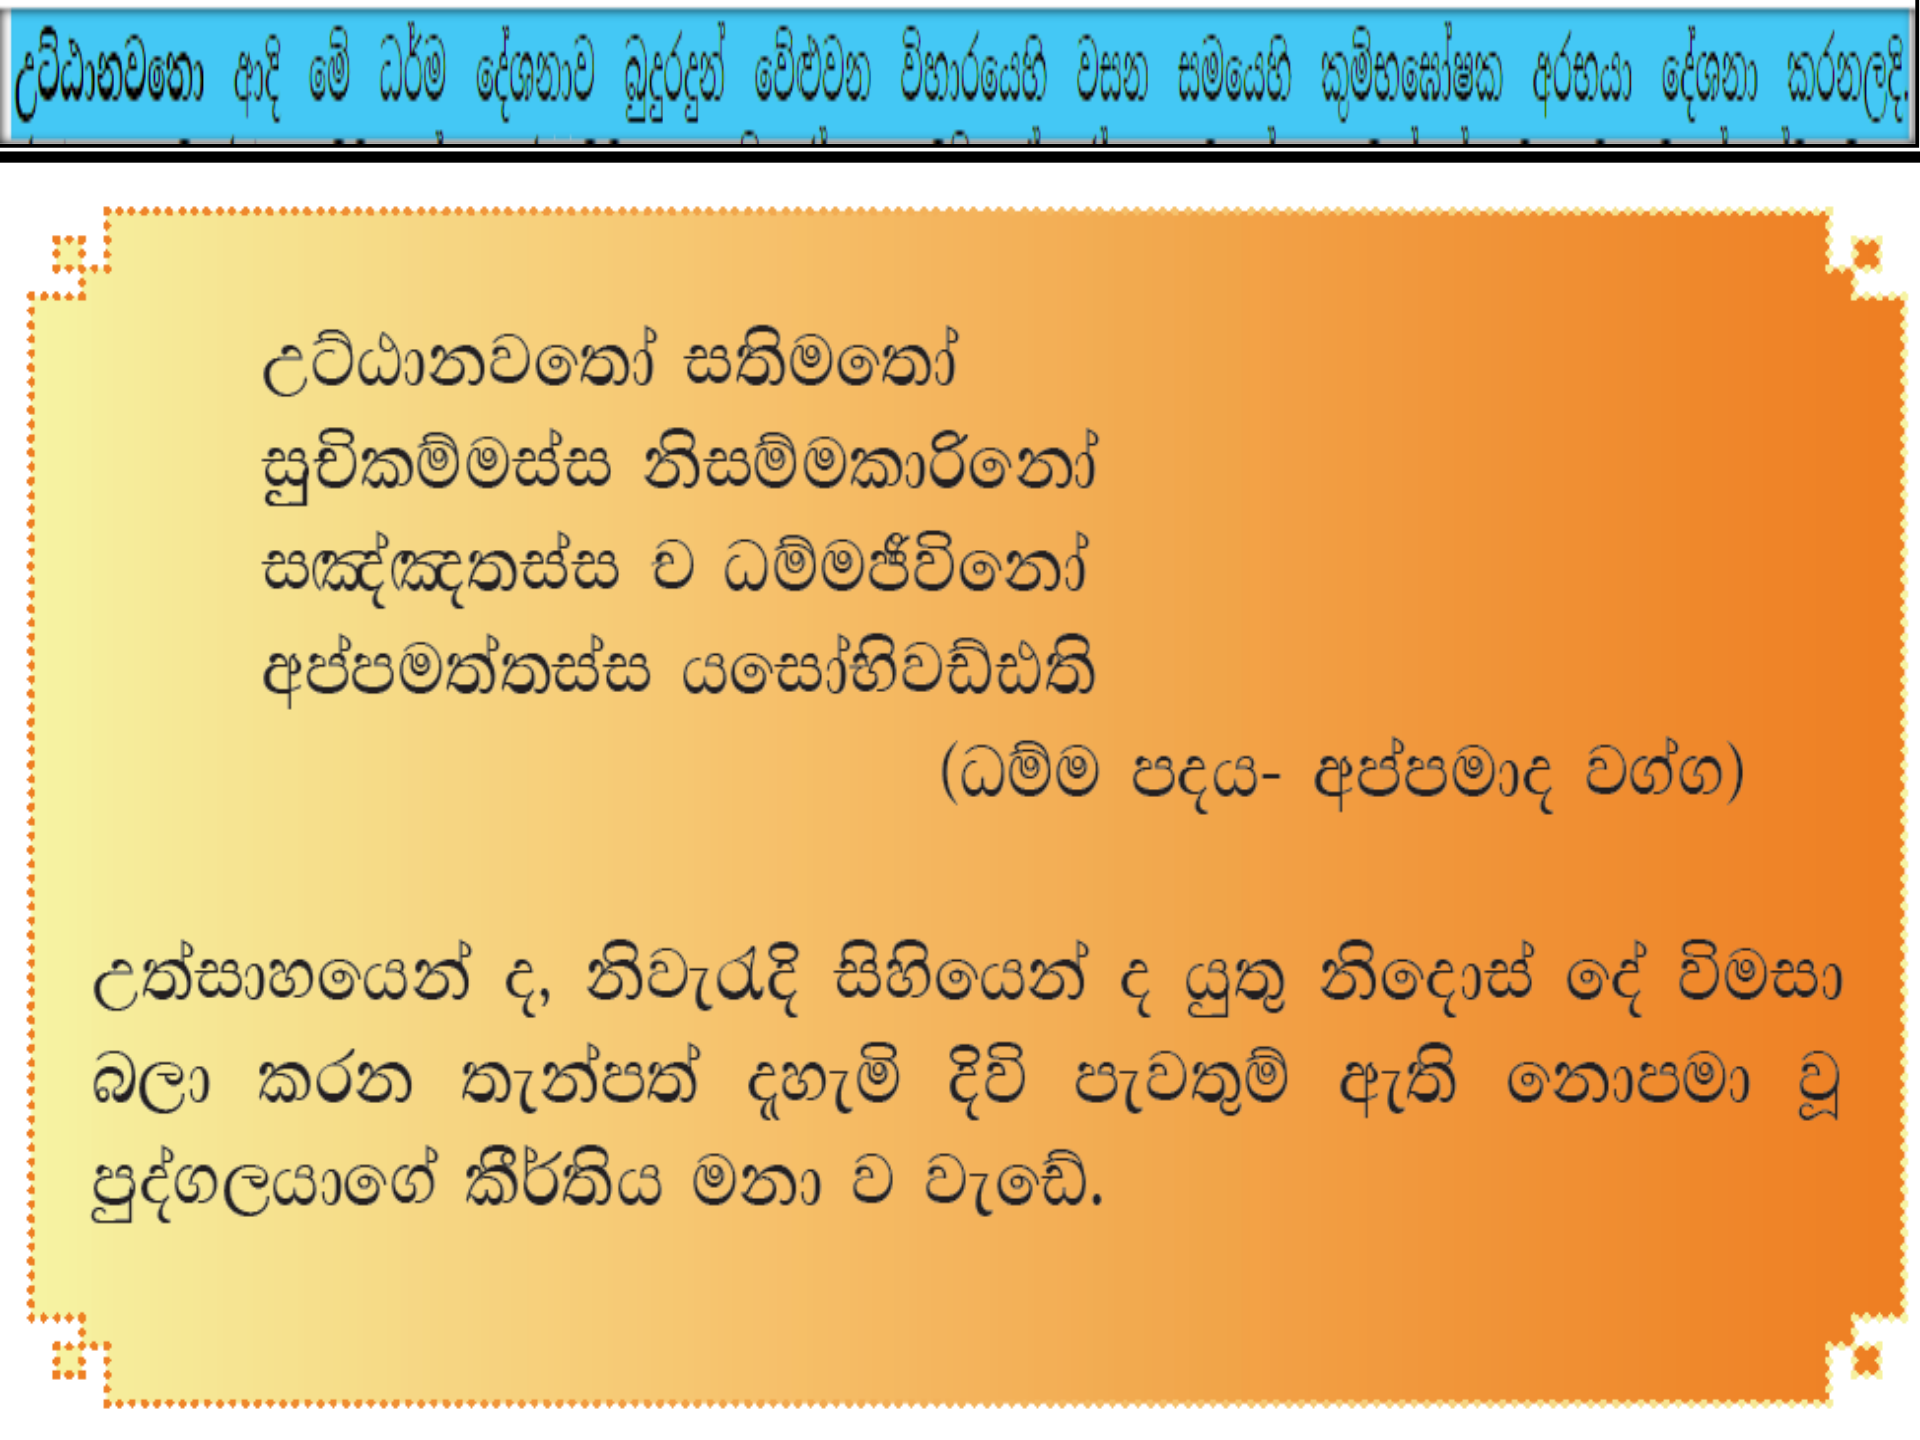 උට්ඨානවතො ආදි මේ ධර්ම දේශනාව බුදුරදුන් වේළුවන විහාරයෙහි වසන සමයෙහි කුම්භඝෝෂක අරභයා දේශනා කරනලදි.
උට්ඨානවතෝ සතිමතෝ
සුචිකම්මස්ස නිසම්මකාරිනෝ
සඤ්ඤතස්ස ච ධම්මජීවිනෝ
අප්පමත්තස්ස යසෝභිවඩ්ඪති
(ධම්ම පදය- අප්පමාද වග්ග)
උත්සාහයෙන් ද, නිවැරැදි සිහියෙන් ද යුතු නිදොස් දේ විමසා
බලා කරන තැන්පත් දැහැමි දිවි පැවතුම් ඇති නොපමා වූ
පුද්ගලයාගේ කීර්තිය මනා ව වැඩේ.